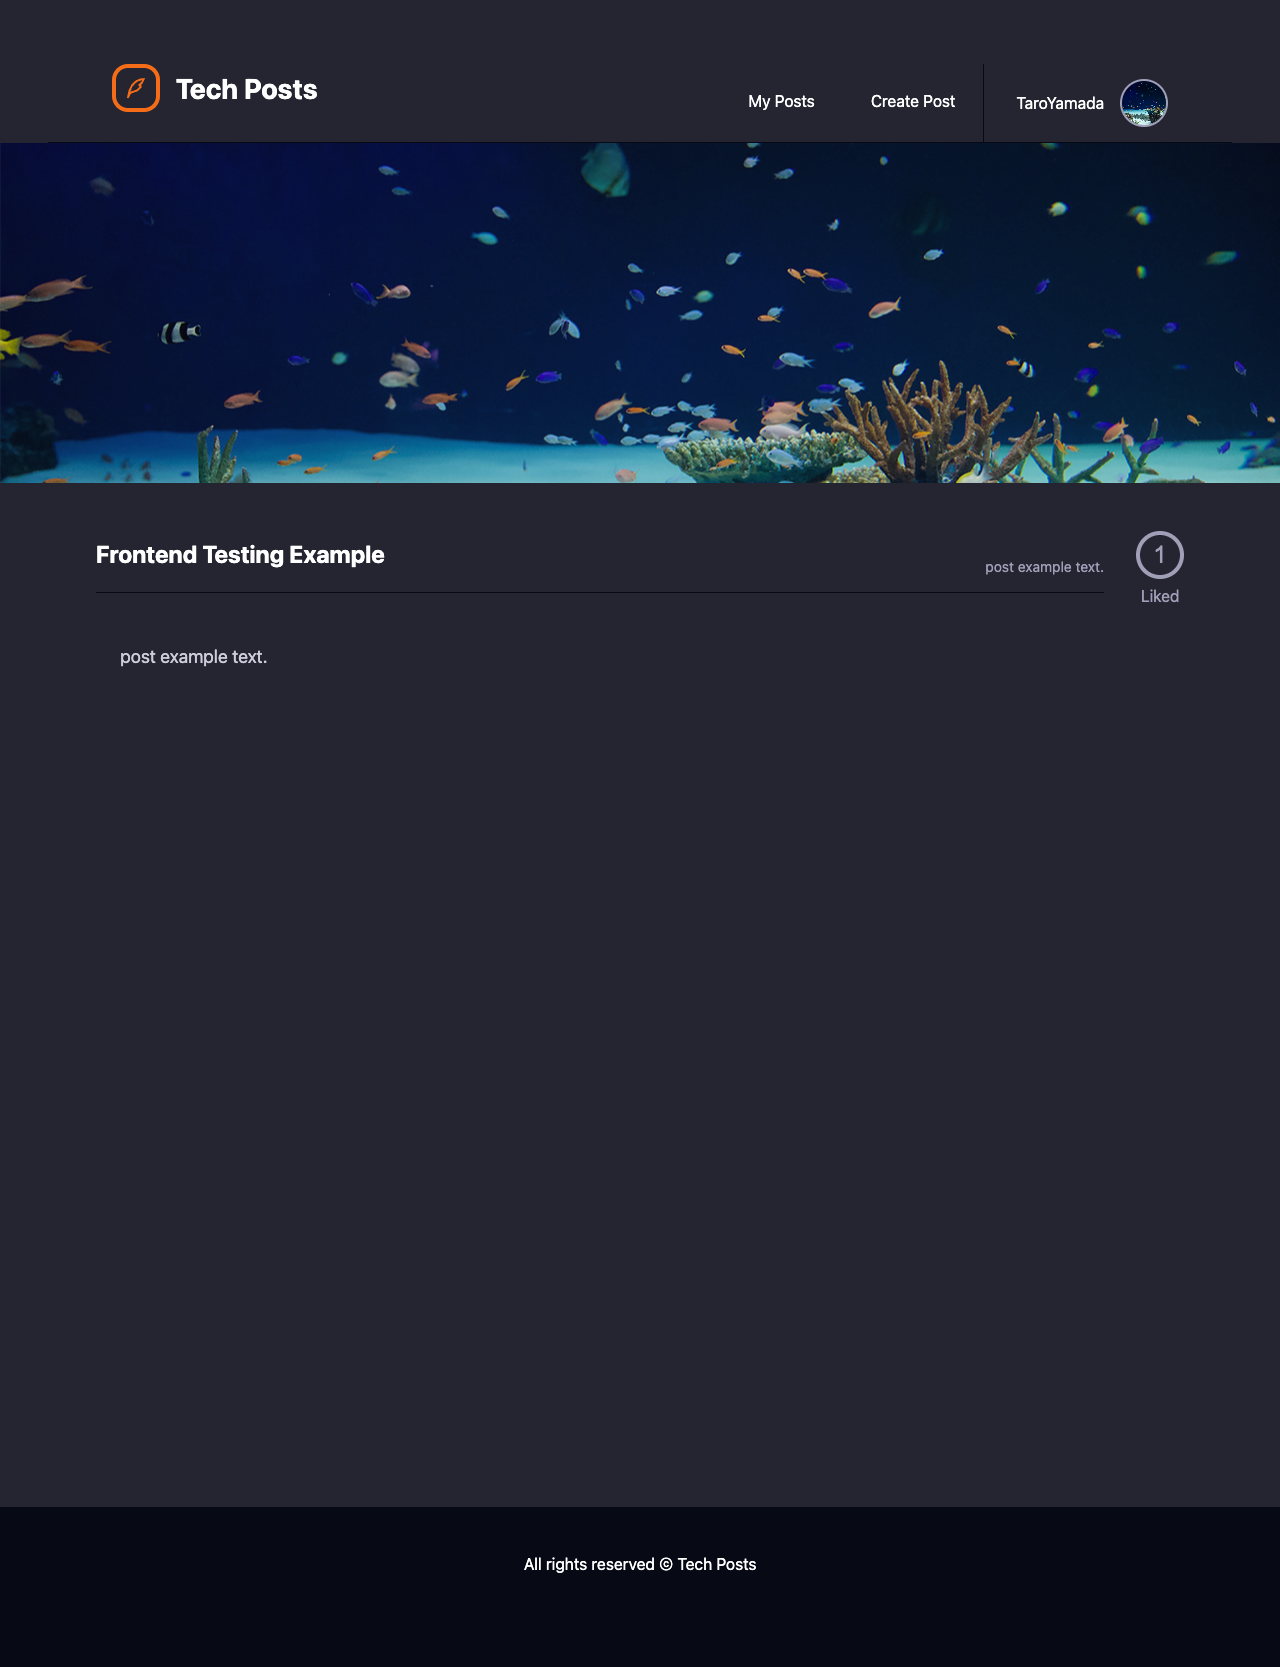 Tech Posts
My Posts
Create Post
TaroYamada
Frontend Testing Example
post example text.
1
Liked
post example text.
All rights reserved © Tech Posts